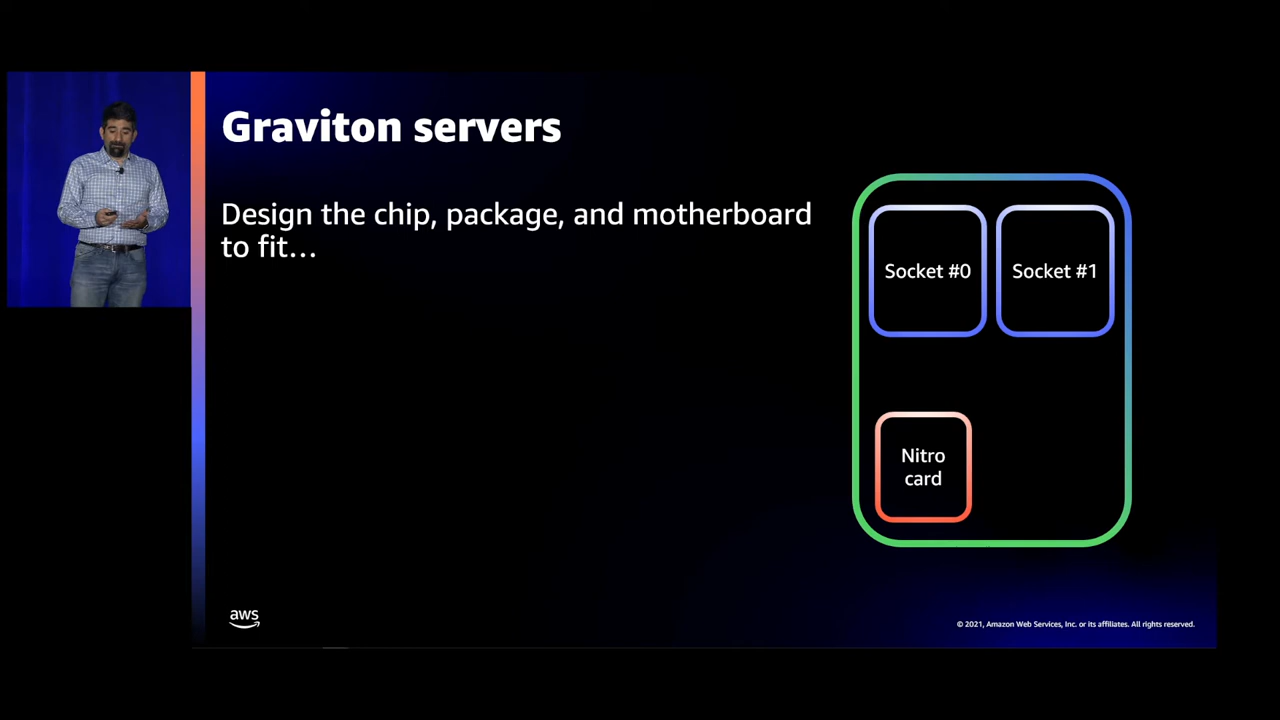 Graviton servers
Design the chip, package, and motherboard
to fit...
Socket #0
Socket #1
Nitro
card
aws
© 2021, Amazon Web Services, Inc. or its affiliates. All rights reserved.